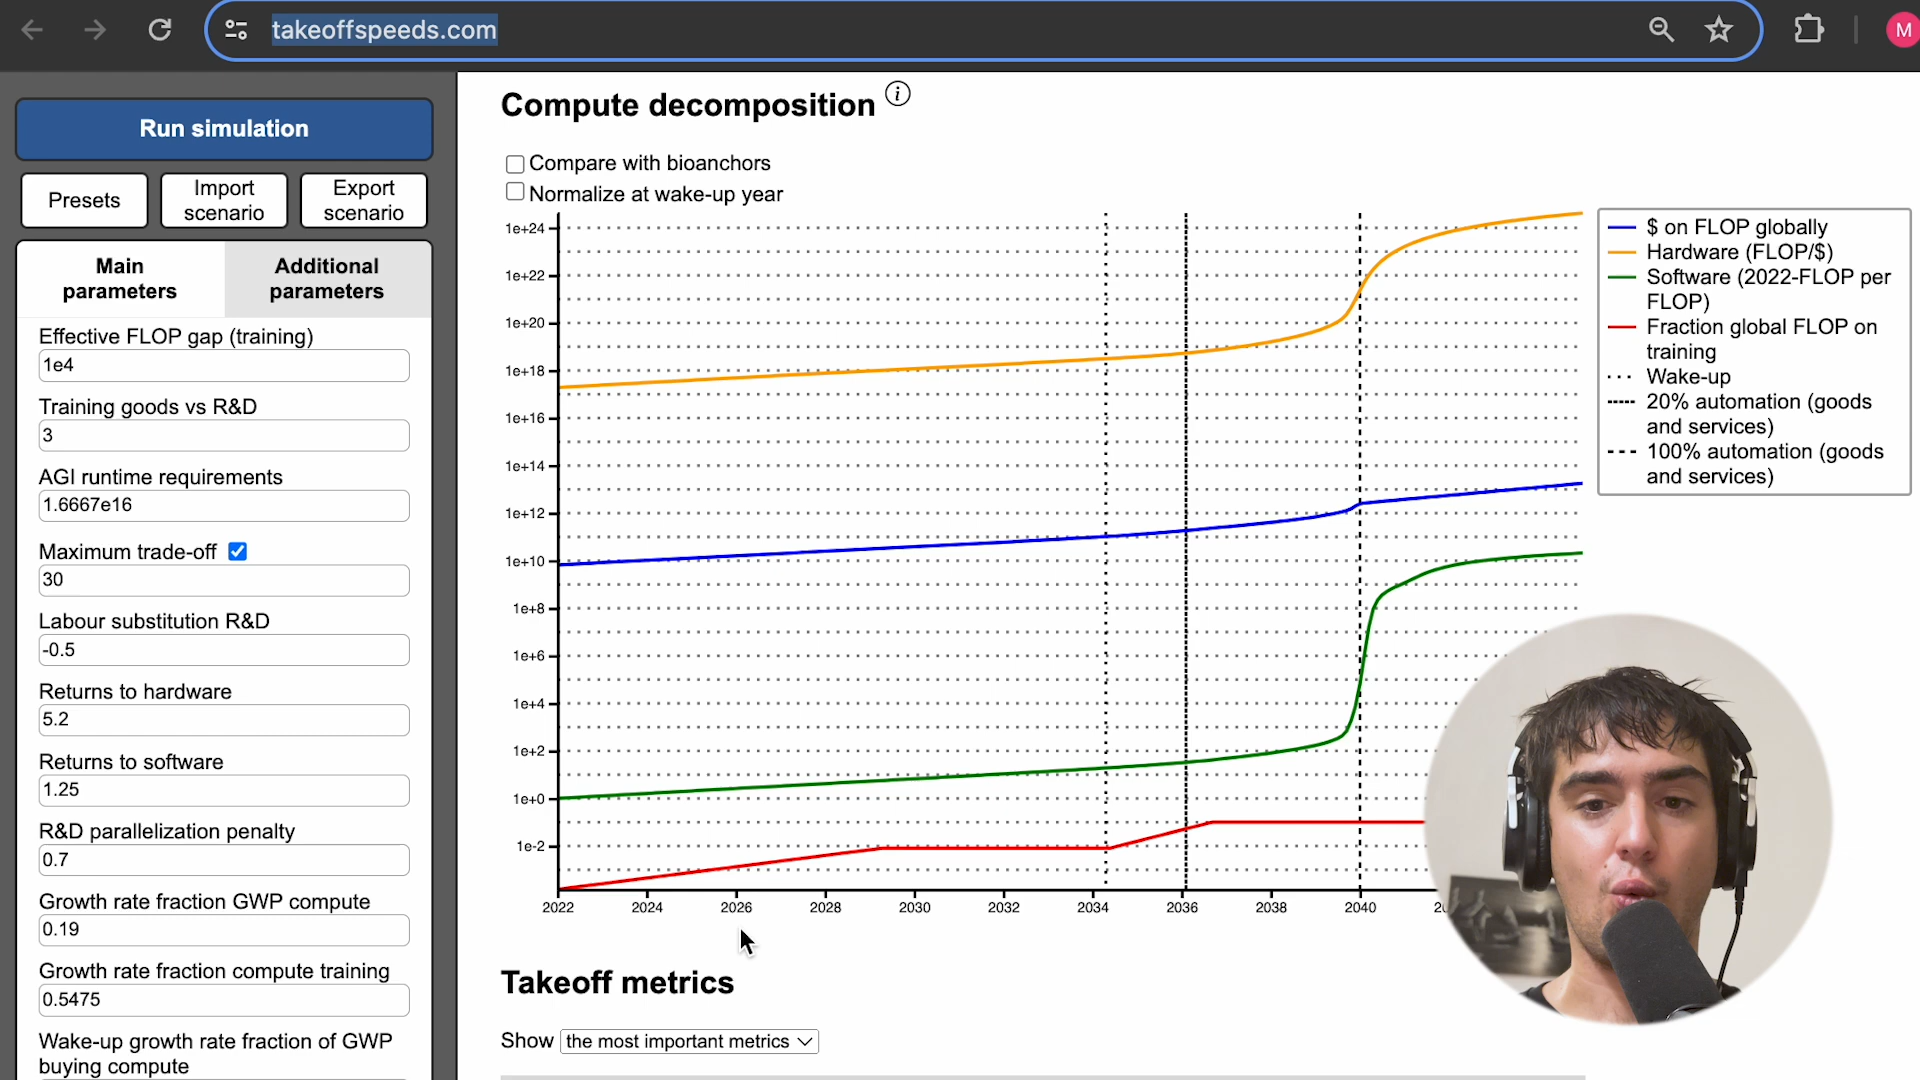 takeoffspeeds.com
M
Run simulation
Presets
Import
scenario
Export
scenario
Main
parameters
Additional
parameters
Effective FLOP gap (training)
1e4
Training goods vs R&D
3
AGI runtime requirements
1.6667e16
Maximum trade-off
30
Labour substitution R&D
-0.5
Returns to hardware
5.2
Returns to software
1.25
R&D parallelization penalty
0.7
Growth rate fraction GWP compute
0.19
Growth rate fraction compute training
0.5475
Wake-up growth rate fraction of GWP
buying compute
Compute decomposition
Compare with bioanchors
Normalize at wake-up year
1e+24
1e+22
1e+20
1e+18
1e+16
1e+14
1e+12
1e+10
1e+8
1e+6
1e+4
1e+2
1e+0
1e-2
2022 2024 2026 2028 2030 2032 2034 2036 2038 2040
$ on FLOP globally
Hardware (FLOP/$)
Software (2022-FLOP per
FLOP)
Fraction global FLOP on
training
Wake-up
20% automation (goods
and services)
100% automation (goods
and services)
Takeoff metrics
Show the most important metrics